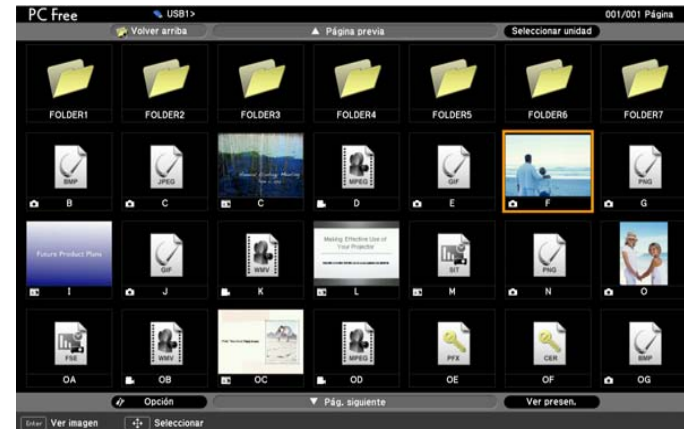 PC Free USB1> 001/001 Página
Volver arriba ▲ Página previa Seleccionar unidad
FOLDER1 FOLDER2 FOLDER3 FOLDER4 FOLDER5 FOLDER6 FOLDER7
BMP JPEG MPEG GIF PNG
B C C D E F G
Future Product Plans GIF WMV Making Effective Use of
Your Projector
SIT PNG
I J K L M N O
FSE WMV MPEG PFX CER BMP
OA OB OC OD OE OF OG
Opción ▼ Pág. siguiente Ver presen.
Enter Ver imagen Seleccionar